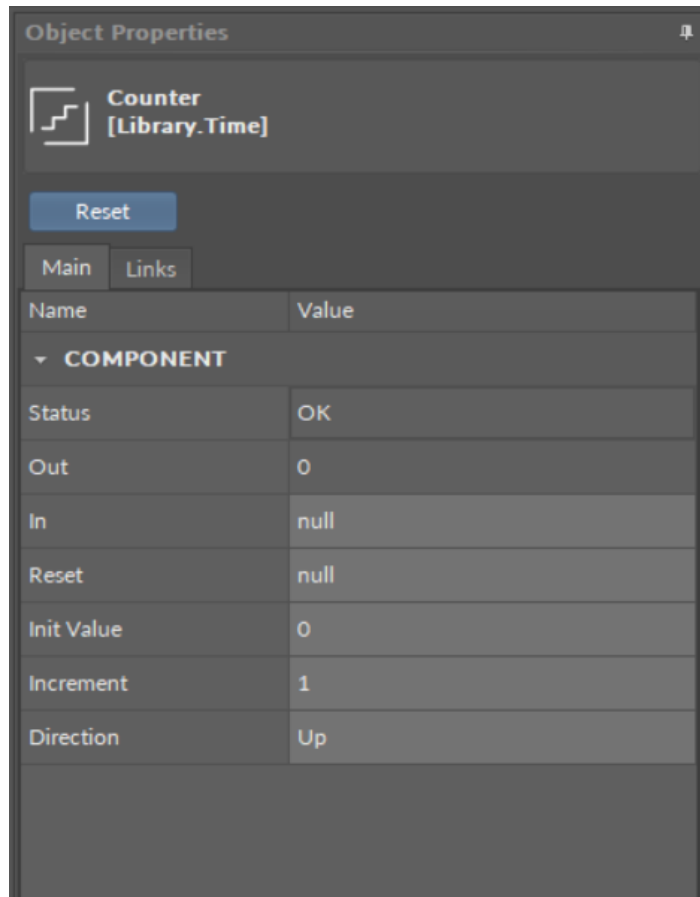 Object Properties
Counter
[Library.Time]
Reset
Main Links
Name Value
COMPONENT
Status OK
Out 0
In null
Reset null
Init Value 0
Increment 1
Direction Up